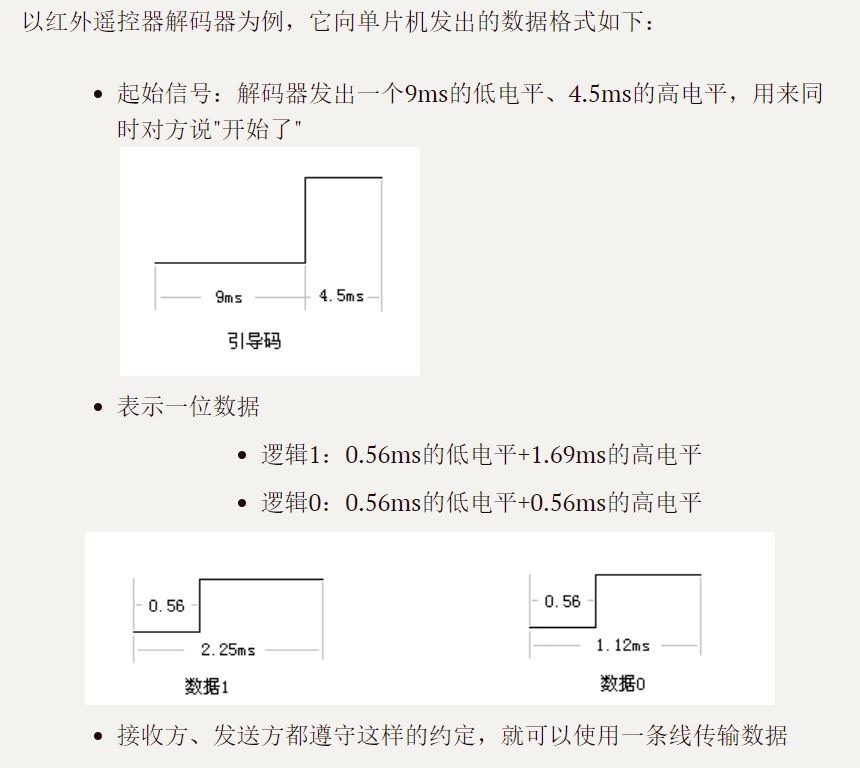 以红外遥控器解码器为例，它向单片机发出的数据格式如下：
起始信号：解码器发出一个9ms的低电平、4.5ms的高电平，用来同
时对方说"开始了"
9ms
4.5ms
引导码
表示一位数据
逻辑1：0.56ms的低电平+1.69ms的高电平
逻辑0：0.56ms的低电平+0.56ms的高电平
0.56
2.25ms
数据1
0.56
1.12ms
数据0
接收方、发送方都遵守这样的约定，就可以使用一条线传输数据